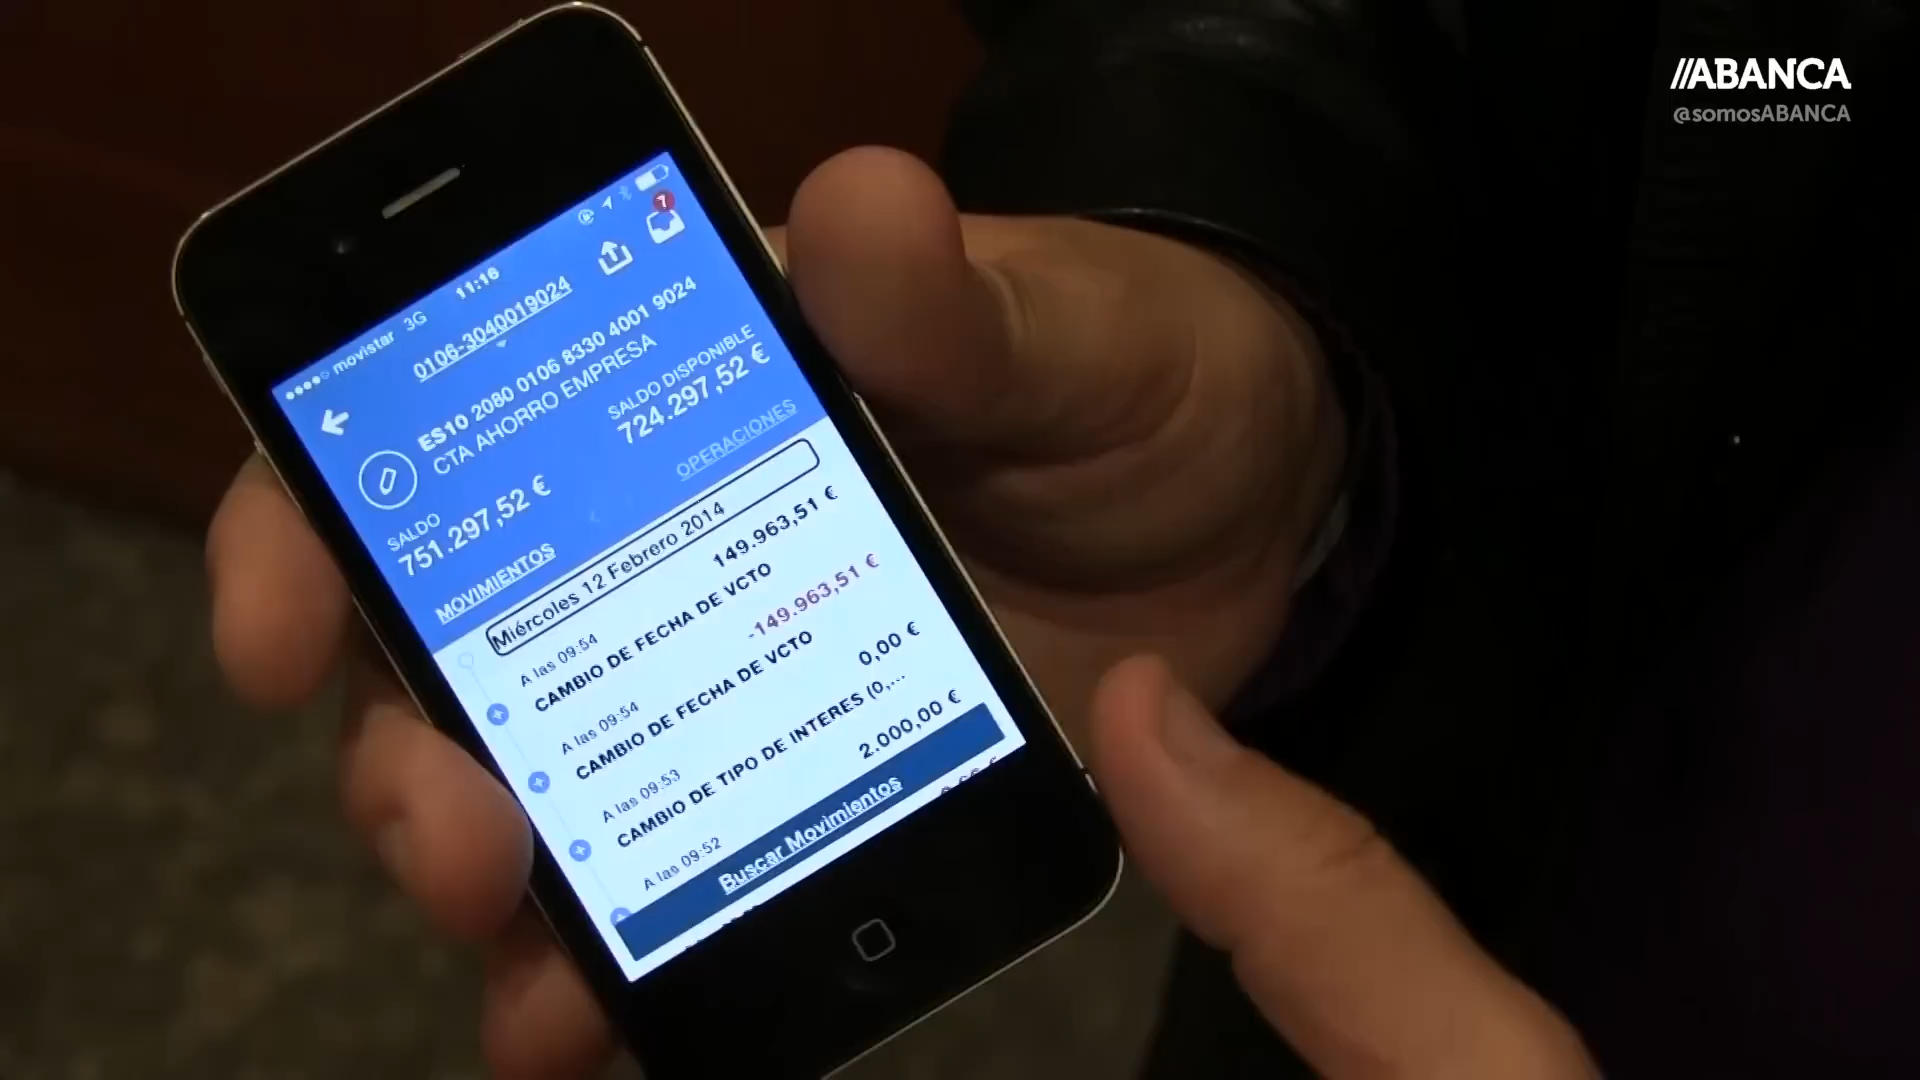 //ABANCA
@somosABANCA
movistar 3G 11:16
7
0106-3040019024
ES10 2080 0106 8330 4001 9024
CTA AHORRO EMPRESA
SALDO
751.297,52 €
SALDO DISPONIBLE
724.297,52 €
MOVIMIENTOS
OPERACIONES
Miércoles 12 Febrero 2014
A las 09:54
149.963,51 €
CAMBIO DE FECHA DE VCTO
A las 09:54
-149.963,51 €
CAMBIO DE FECHA DE VCTO
A las 09:53
0,00 €
CAMBIO DE TIPO DE INTERES (0,...
A las 09:52
2.000,00 €
Buscar Movimientos